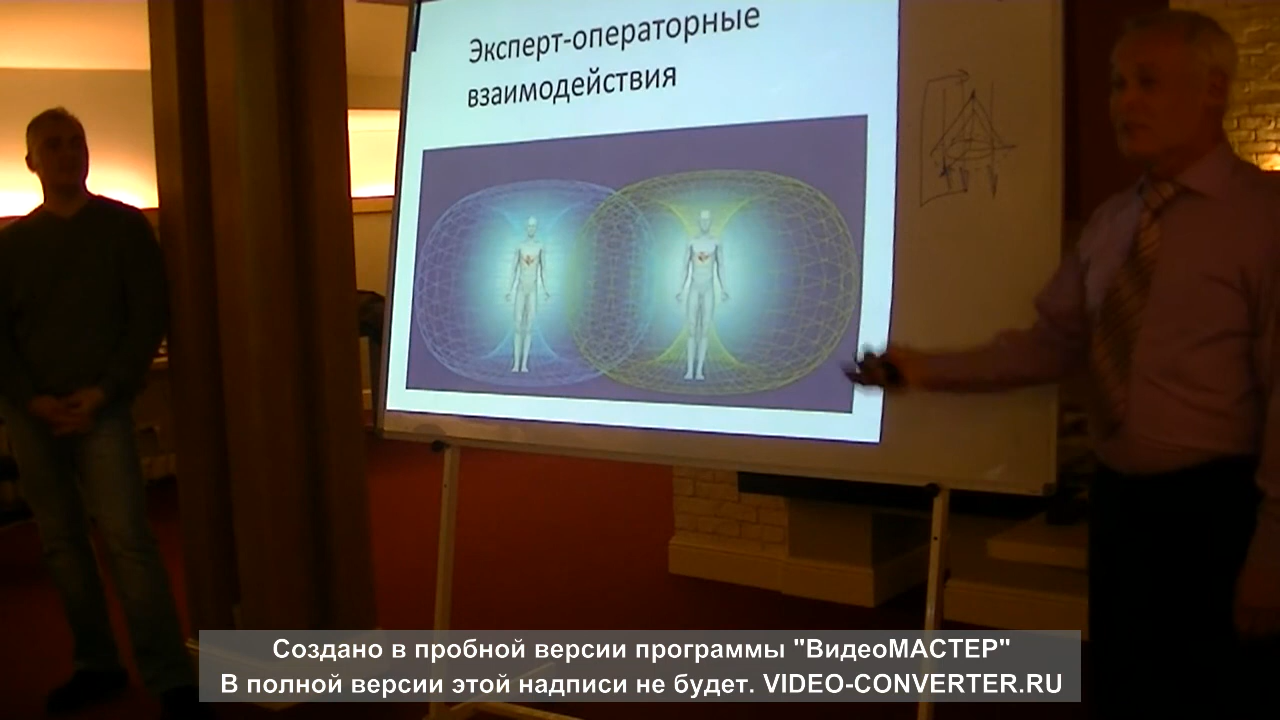 Эксперт-операторные
взаимодействия
Создано в пробной версии программы "ВидеоМАСТЕР"
В полной версии этой надписи не будет. VIDEO-CONVERTER.RU